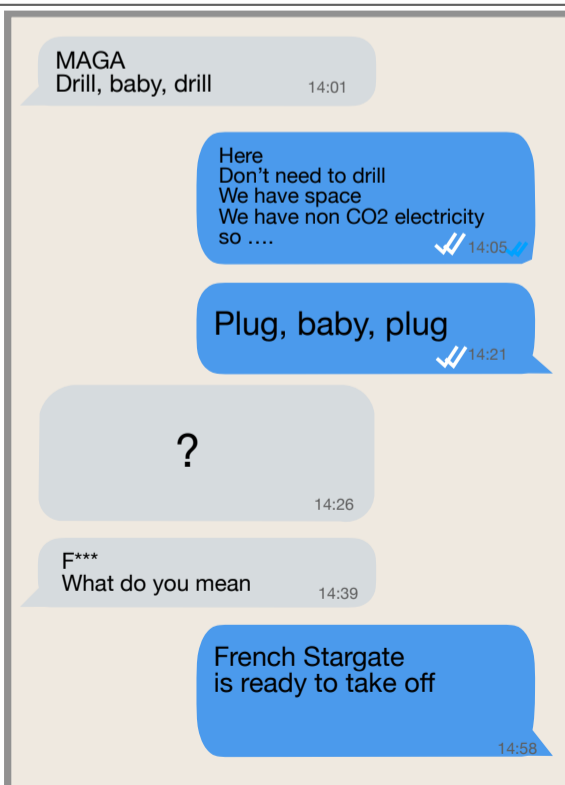 MAGA
Drill, baby, drill
14:01
Here
Don’t need to drill
We have space
We have non CO2 electricity
so ....
14:05
Plug, baby, plug
14:21
?
14:26
F***
What do you mean
14:39
French Stargate
is ready to take off
14:58